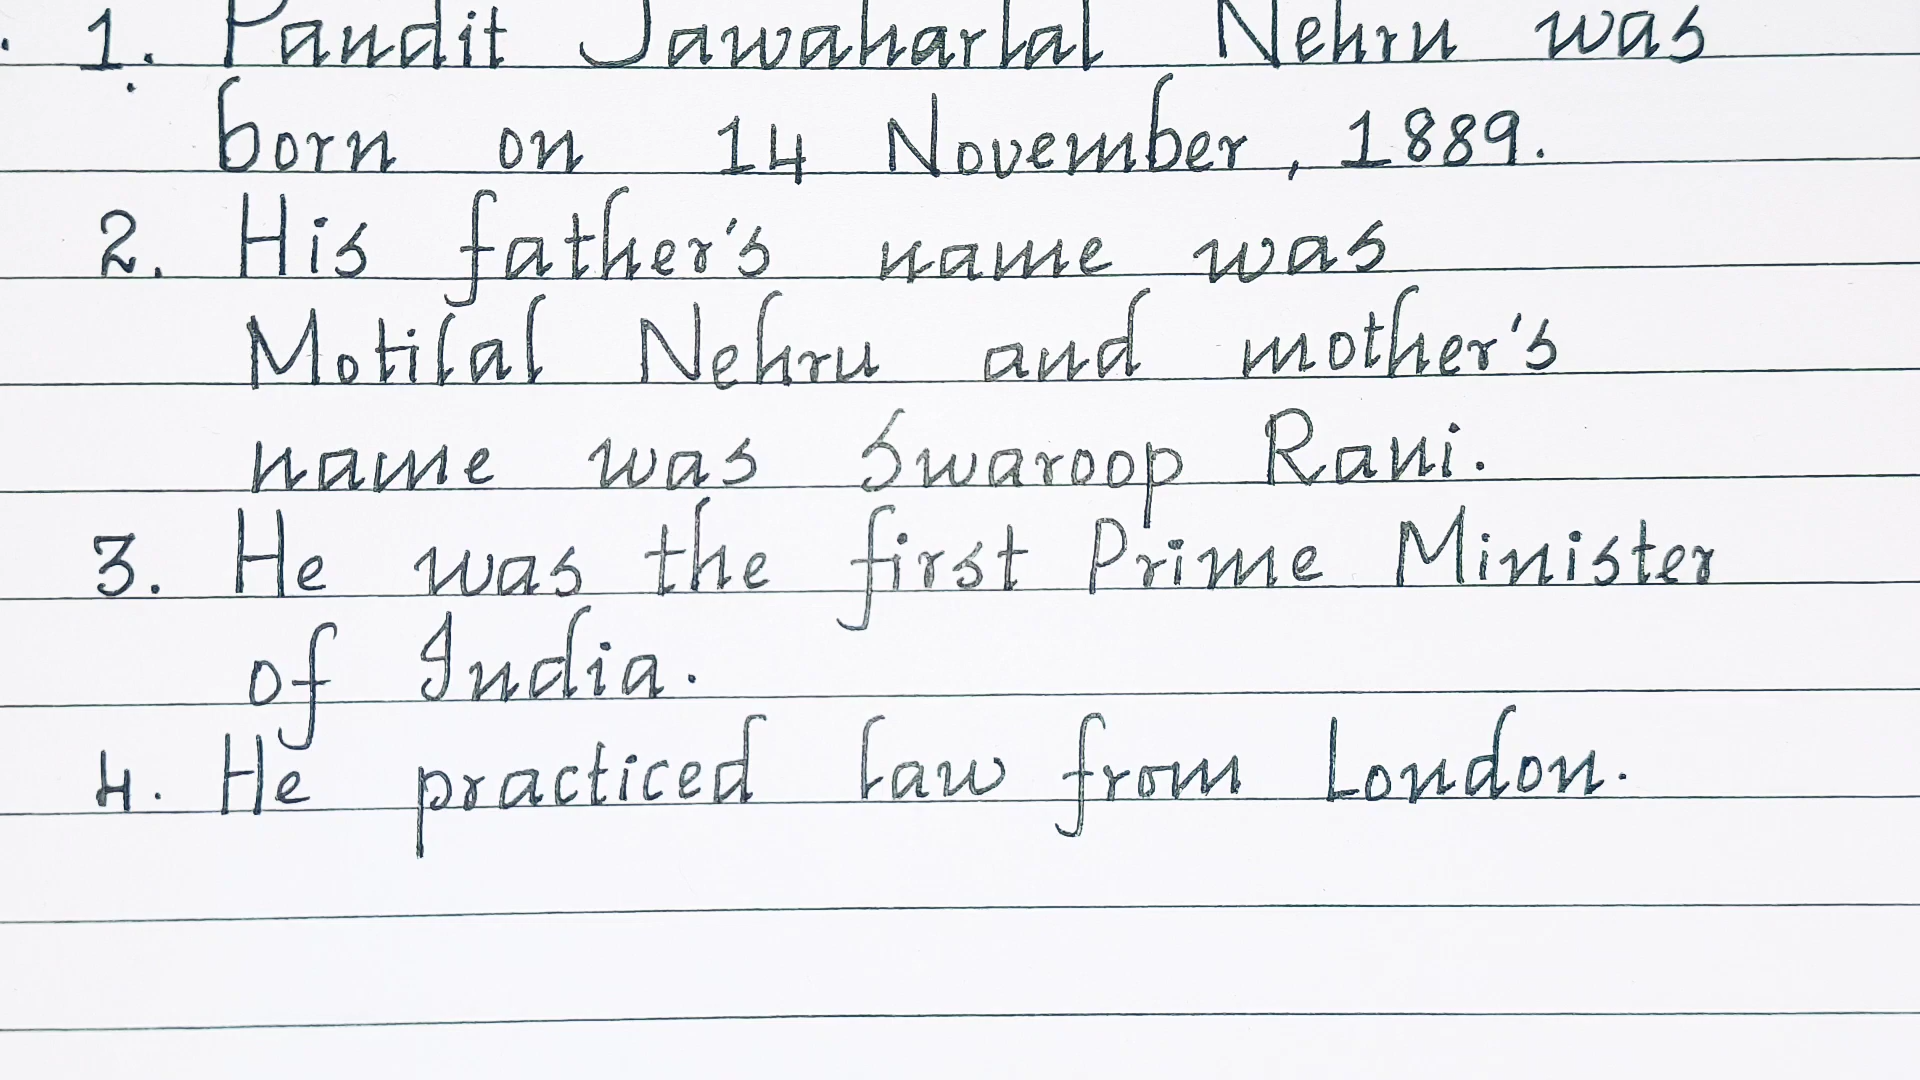 1. Pandit Jawaharlal Nehru was
born on 14 November, 1889.
2. His father's name was
Motilal Nehru and mother's
name was Swaroop Rani.
3. He was the first Prime Minister
of India.
4. He practiced law from London.